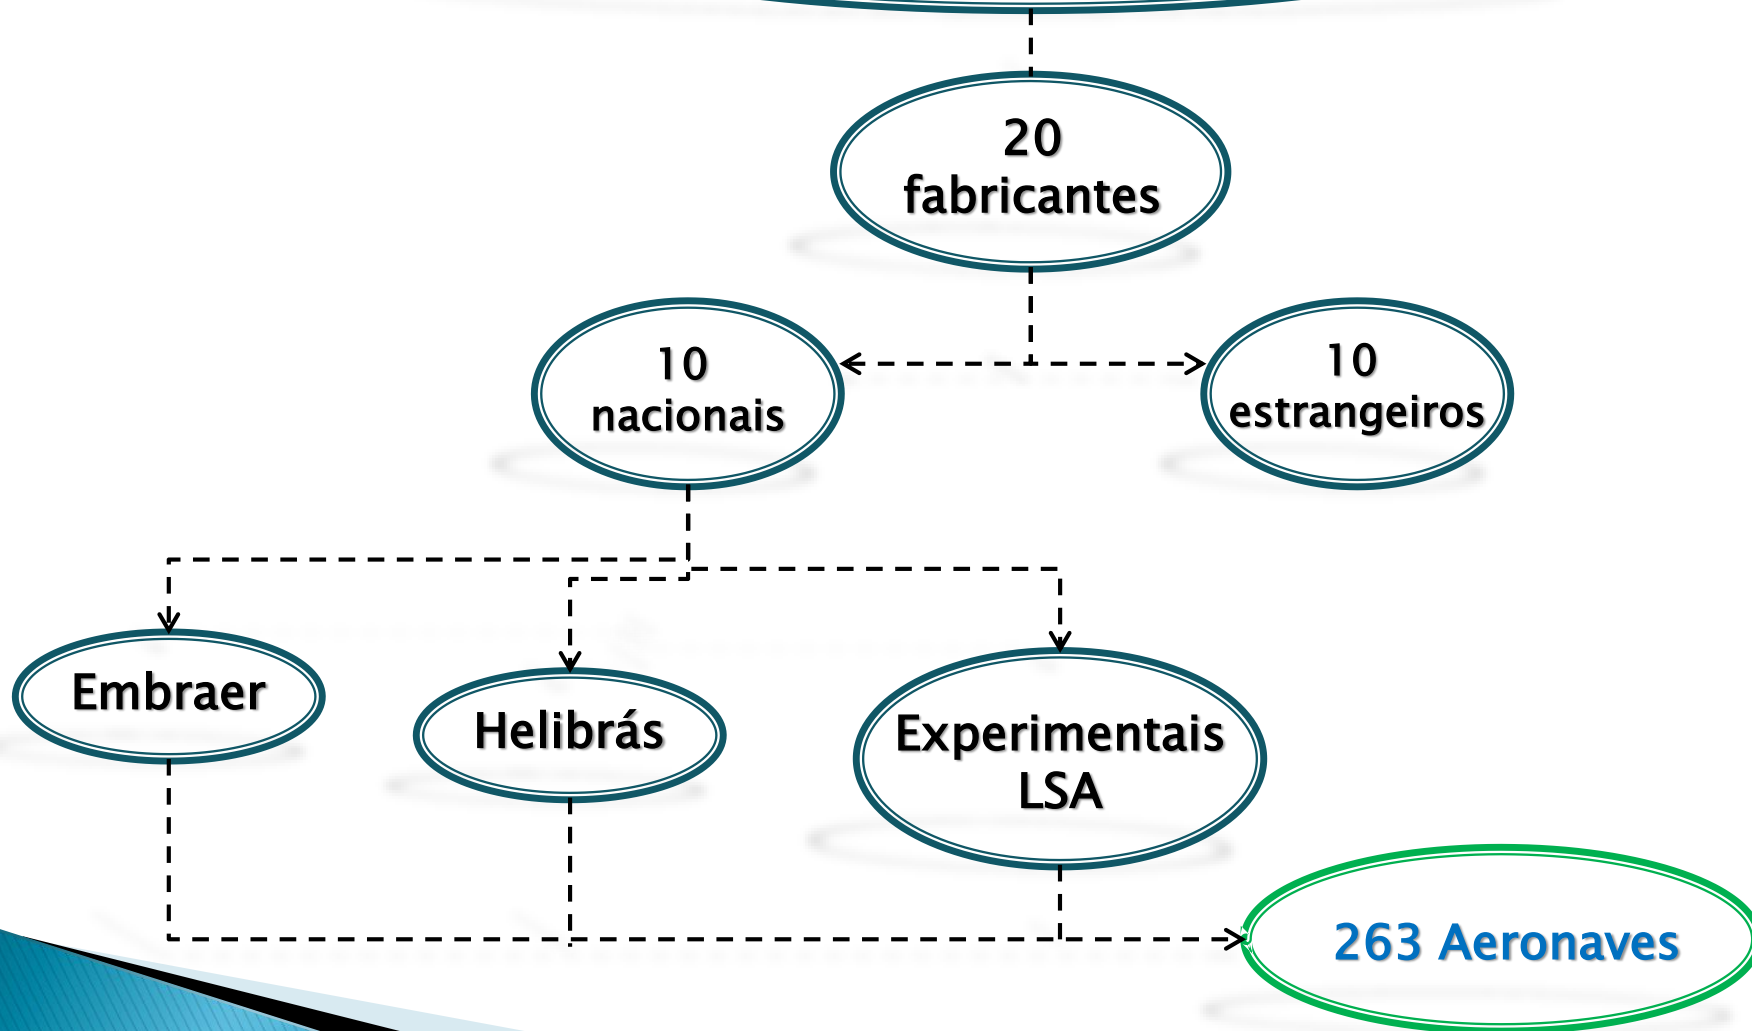 20
fabricantes
10
nacionais
10
estrangeiros
Embraer
Helibrás
Experimentais
LSA
263 Aeronaves